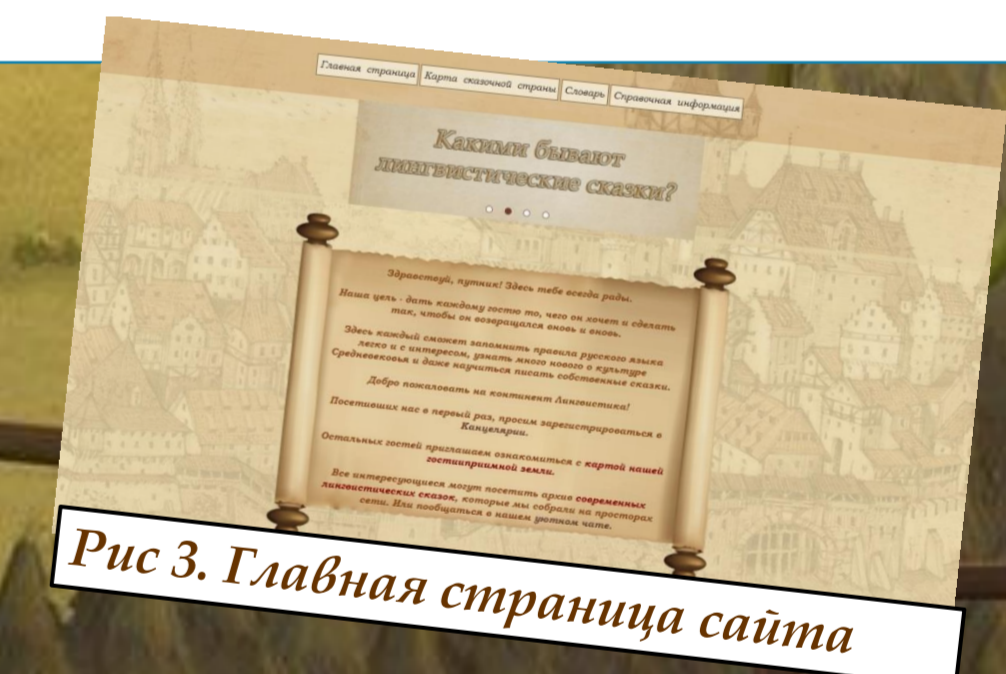 Главная страница Карта сказочной страны Словарь Справочная информация
Какими бывают
лингвистические сказки?
Здравствуй, путник! Здесь тебе всегда рады.
Наша цель - дать каждому гостю то, чего он хочет и сделать
так, чтобы он возвращался вновь и вновь.
Здесь каждый сможет запомнить правила русского языка
легко и с интересом, узнать много нового о культуре
Средневековья и даже научиться писать собственные сказки.
Добро пожаловать на континент Лингвистика!
Посетивших нас в первый раз, просим зарегистрироваться в
Канцелярии.
Остальных гостей приглашаем ознакомиться с картой нашей
гостиприимной земли.
Все интересующиеся могут посетить архив современных
лингвистических сказок, которые мы собрали на просторах
сети. Или пообщаться в нашем уютном чате.
Рис 3. Главная страница сайта